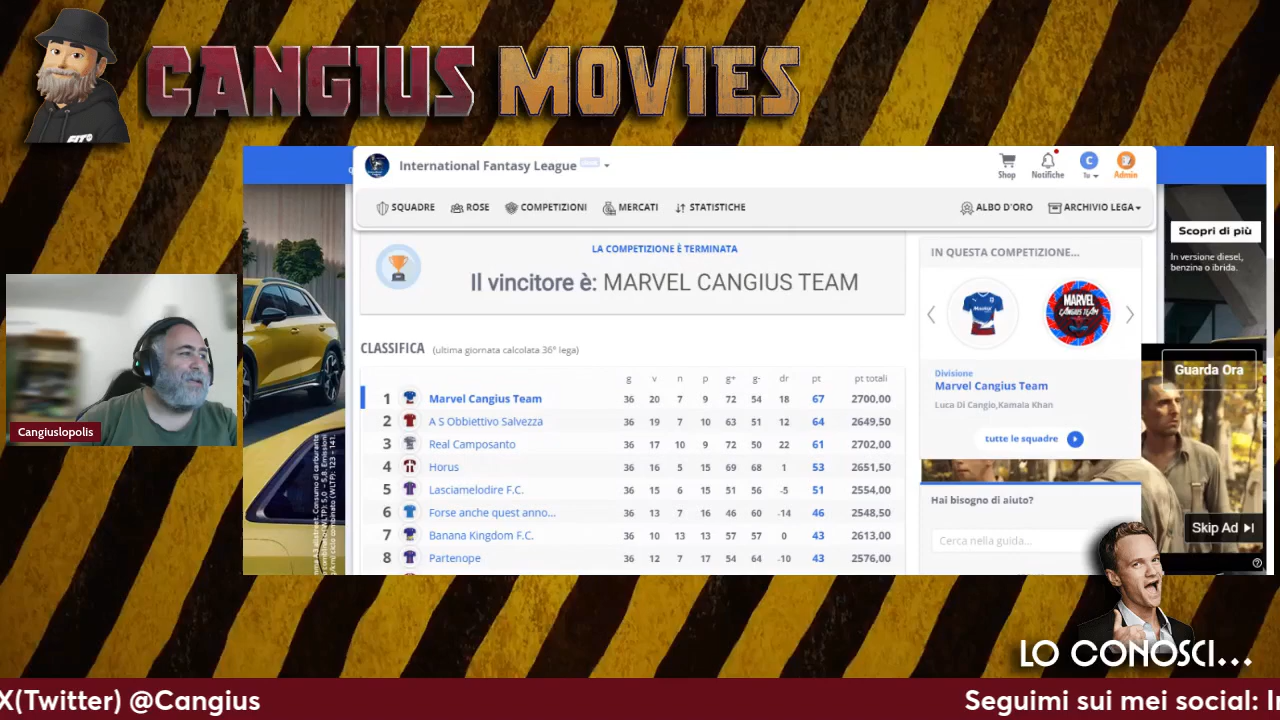 CANGIUS MOVIES
International Fantasy League
Shop
Notifiche
C
1u
Admin
SQUADRE
ROSE
COMPETIZIONI
MERCATI
STATISTICHE
ALBO D'ORO
ARCHIVIO LEGA
LA COMPETIZIONE È TERMINATA
Il vincitore è: MARVEL CANGIUS TEAM
CLASSIFICA (ultima giornata calcolata 36ª lega)
g v n p g+ g- dr pt pt totali
1 Marvel Cangius Team 36 20 7 9 72 54 18 67 2700,00
2 A S Obbiettivo Salvezza 36 19 7 10 63 51 12 64 2649,50
3 Real Camposanto 36 17 10 9 72 50 22 61 2702,00
4 Horus 36 16 5 15 69 68 1 53 2651,50
5 Lasciamelodire F.C. 36 15 6 15 51 56 -5 51 2554,00
6 Forse anche quest anno... 36 13 7 16 46 60 -14 46 2548,50
7 Banana Kingdom F.C. 36 10 13 13 57 57 0 43 2613,00
8 Partenope 36 12 7 17 54 64 -10 43 2576,00
IN QUESTA COMPETIZIONE...
MARVEL
CANGIUS TEAM
Divisione
Marvel Cangius Team
Luca Di Cangio,Kamala Khan
tutte le squadre
Hai bisogno di aiuto?
Cerca nella guida...
Scopri di più
In versione diesel,
benzina o ibrida.
Guarda Ora
Skip Ad
Cangiuslopolis
LO CONOSCI...
X(Twitter) @Cangius
Seguimi sui mei social: In